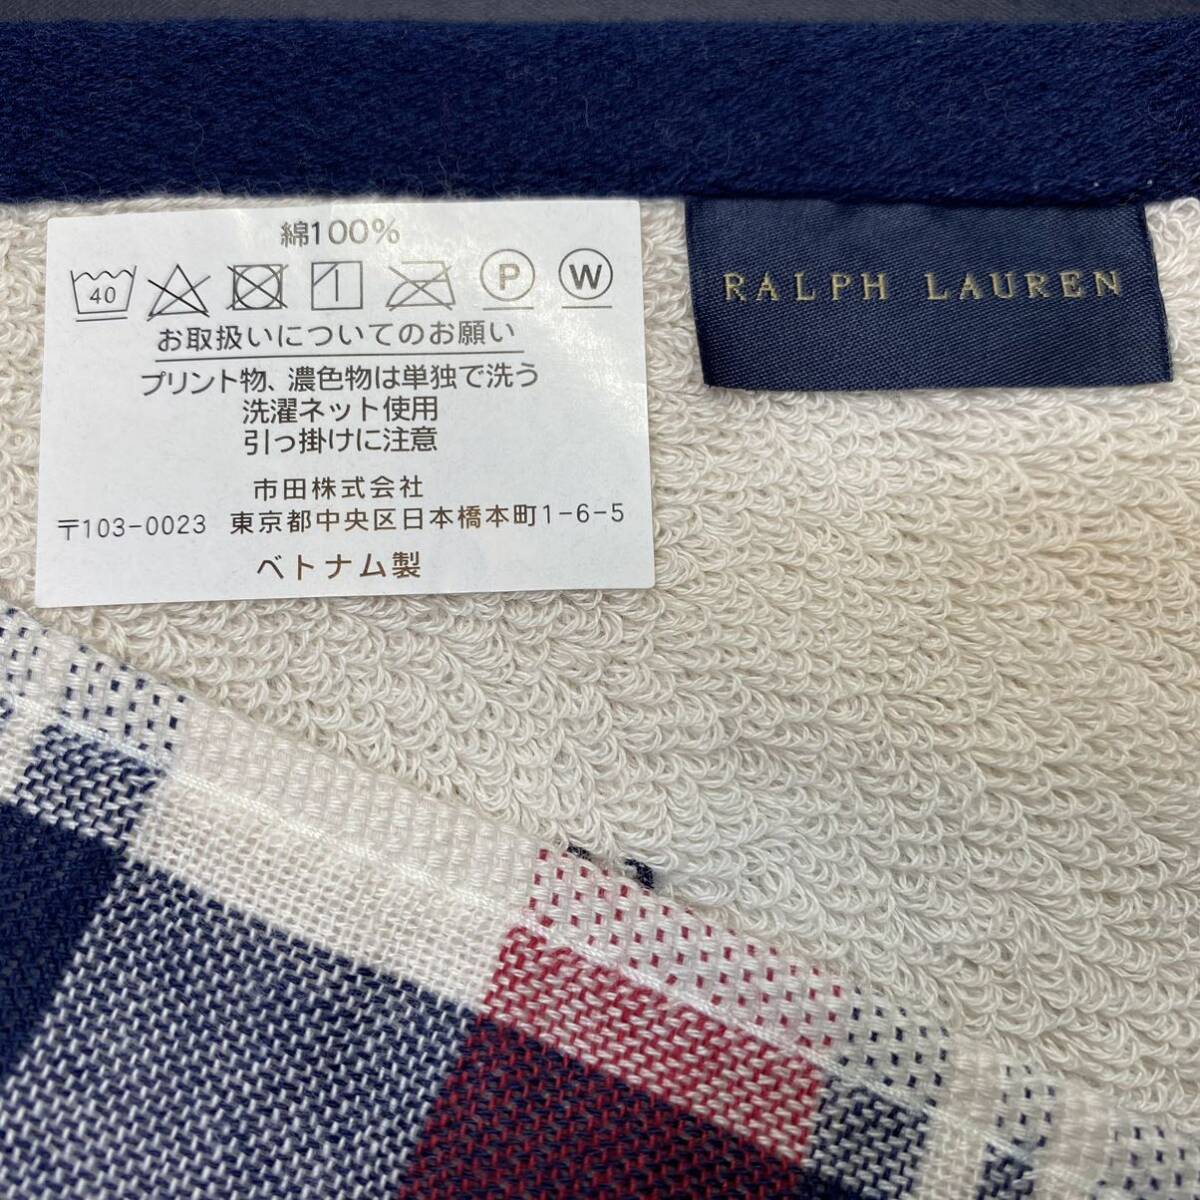 綿100%
40 P W
お取扱いについてのお願い
プリント物、濃色物は単独で洗う
洗濯ネット使用
引っ掛けに注意
市田株式会社
〒103-0023 東京都中央区日本橋本町1-6-5
ベトナム製
RALPH LAUREN